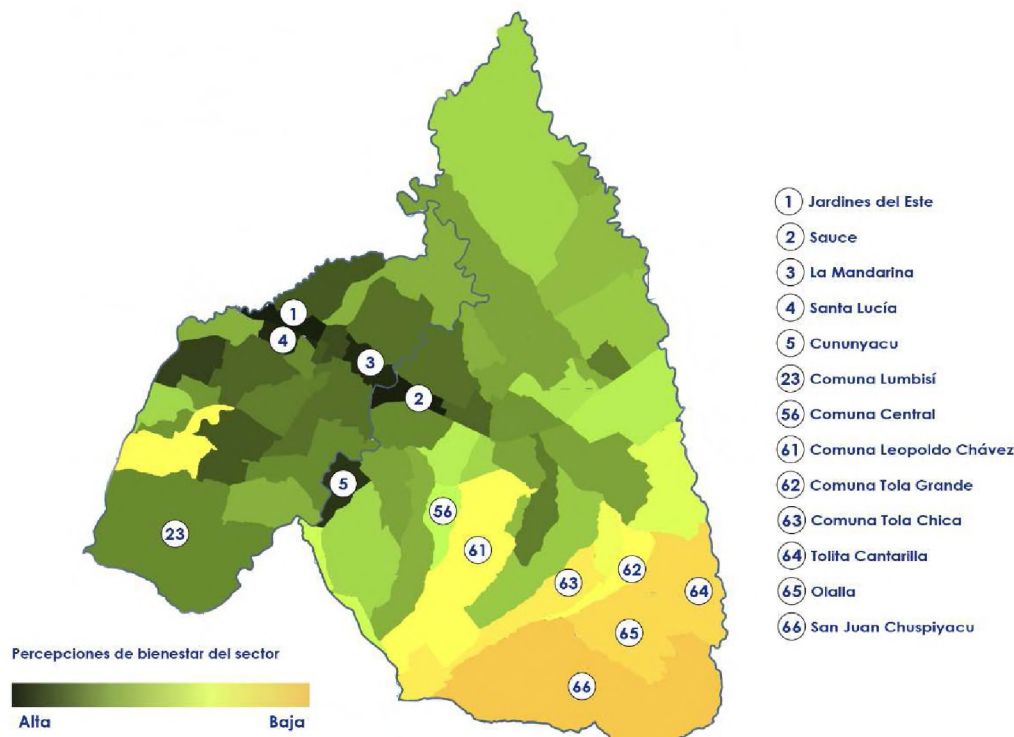 1
4
3
2
5
56
23
61
62
63
64
65
66
1 Jardines del Este
2 Sauce
3 La Mandarina
4 Santa Lucía
5 Cununyacu
23 Comuna Lumbisí
56 Comuna Central
61 Comuna Leopoldo Chávez
62 Comuna Tola Grande
63 Comuna Tola Chica
64 Tolita Cantarilla
65 Olalla
66 San Juan Chuspiyacu
Percepciones de bienestar del sector
Alta Baja